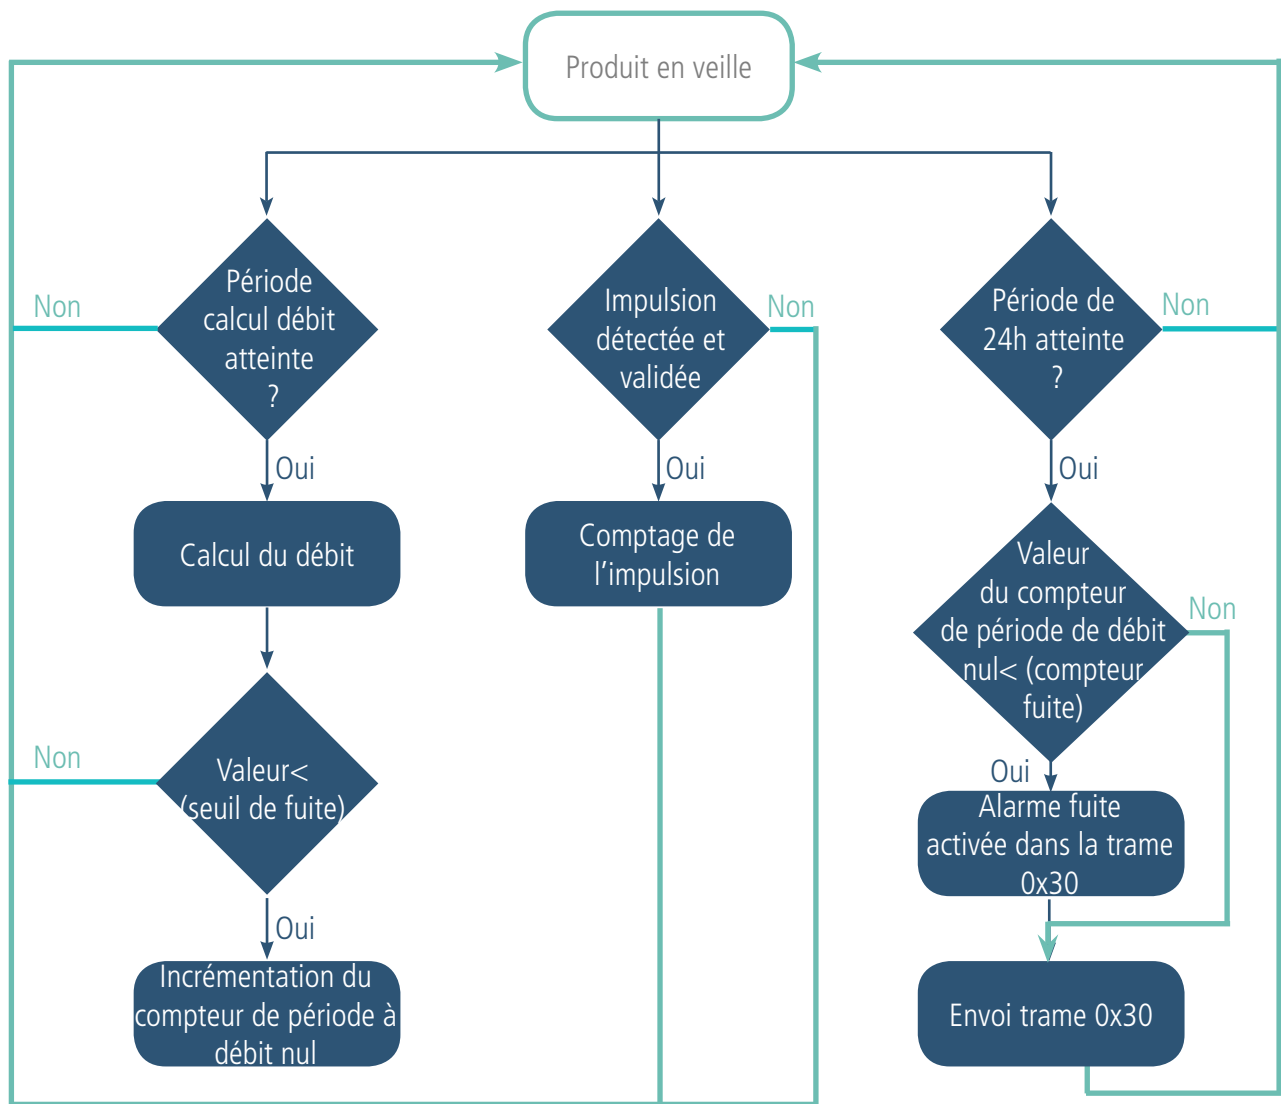 Produit en veille
Non
Période
calcul débit
atteinte
?
Oui
Calcul du débit
Non
Valeur<
(seuil de fuite)
Oui
Incrémentation du
compteur de période à
débit nul
Impulsion
détectée et
validée
Non
Oui
Comptage de
l'impulsion
Période de
24h atteinte
?
Non
Oui
Valeur
du compteur
de période de débit
nul< (compteur
fuite)
Non
Oui
Alarme fuite
activée dans la trame
0x30
Envoi trame 0x30